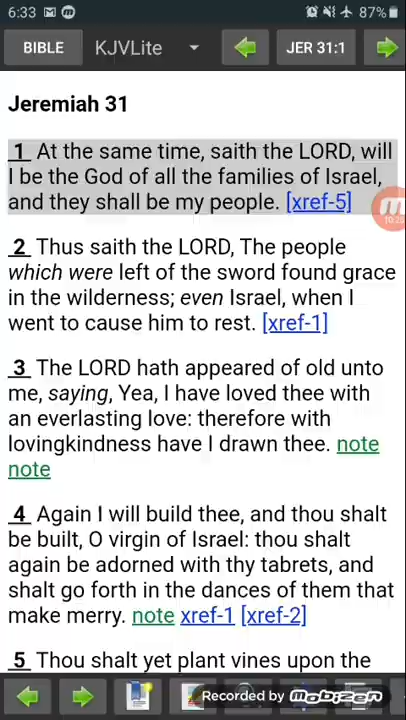 6:33 87%
BIBLE KJVLite JER 31:1
Jeremiah 31
1 At the same time, saith the LORD, will
I be the God of all the families of Israel,
and they shall be my people. [xref-5]
2 Thus saith the LORD, The people
which were left of the sword found grace
in the wilderness; even Israel, when I
went to cause him to rest. [xref-1]
3 The LORD hath appeared of old unto
me, saying, Yea, I have loved thee with
an everlasting love: therefore with
lovingkindness have I drawn thee. note
note
4 Again I will build thee, and thou shalt
be built, O virgin of Israel: thou shalt
again be adorned with thy tabrets, and
shalt go forth in the dances of them that
make merry. note xref-1 [xref-2]
5 Thou shalt yet plant vines upon the
Recorded by Mobizen